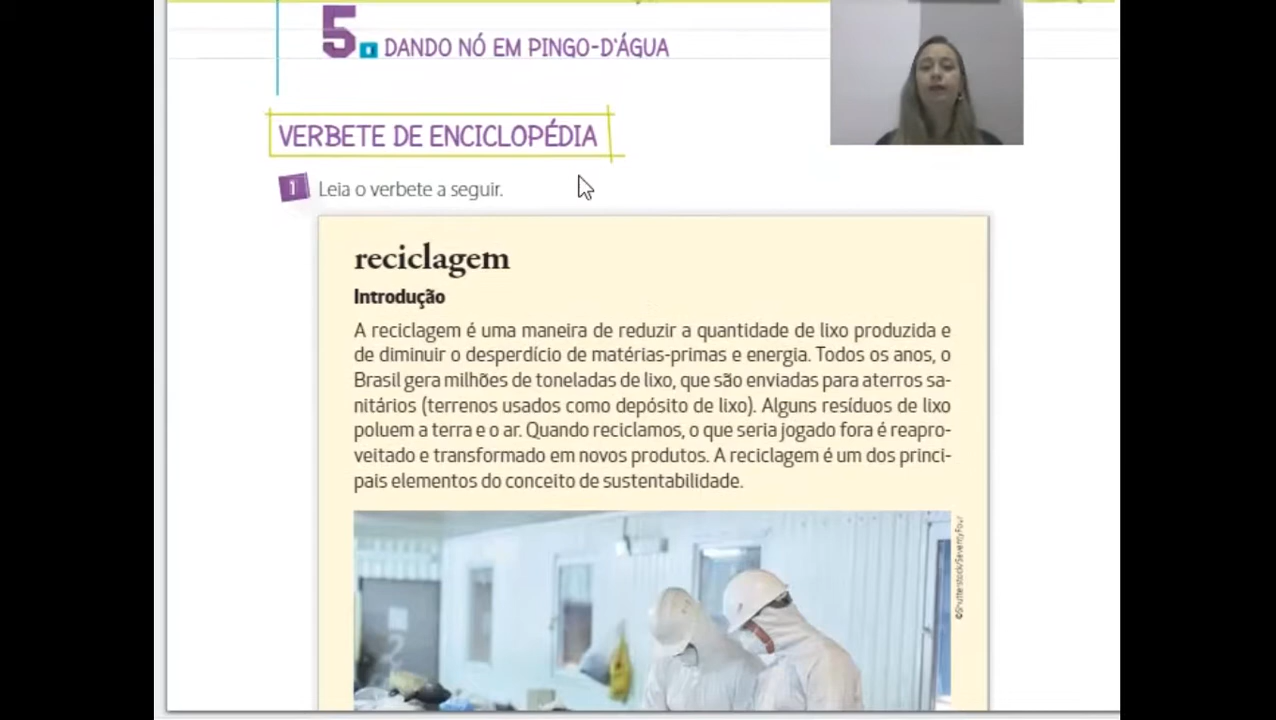 5.
DANDO NÓ EM PINGO-D'ÁGUA
VERBETE DE ENCICLOPÉDIA
1 Leia o verbete a seguir.
reciclagem
Introdução
A reciclagem é uma maneira de reduzir a quantidade de lixo produzida e
de diminuir o desperdício de matérias-primas e energia. Todos os anos, o
Brasil gera milhões de toneladas de lixo, que são enviadas para aterros sa-
nitários (terrenos usados como depósito de lixo). Alguns resíduos de lixo
poluem a terra e o ar. Quando reciclamos, o que seria jogado fora é reapro-
veitado e transformado em novos produtos. A reciclagem é um dos princi-
pais elementos do conceito de sustentabilidade.
©Shutterstock/SeventyFour